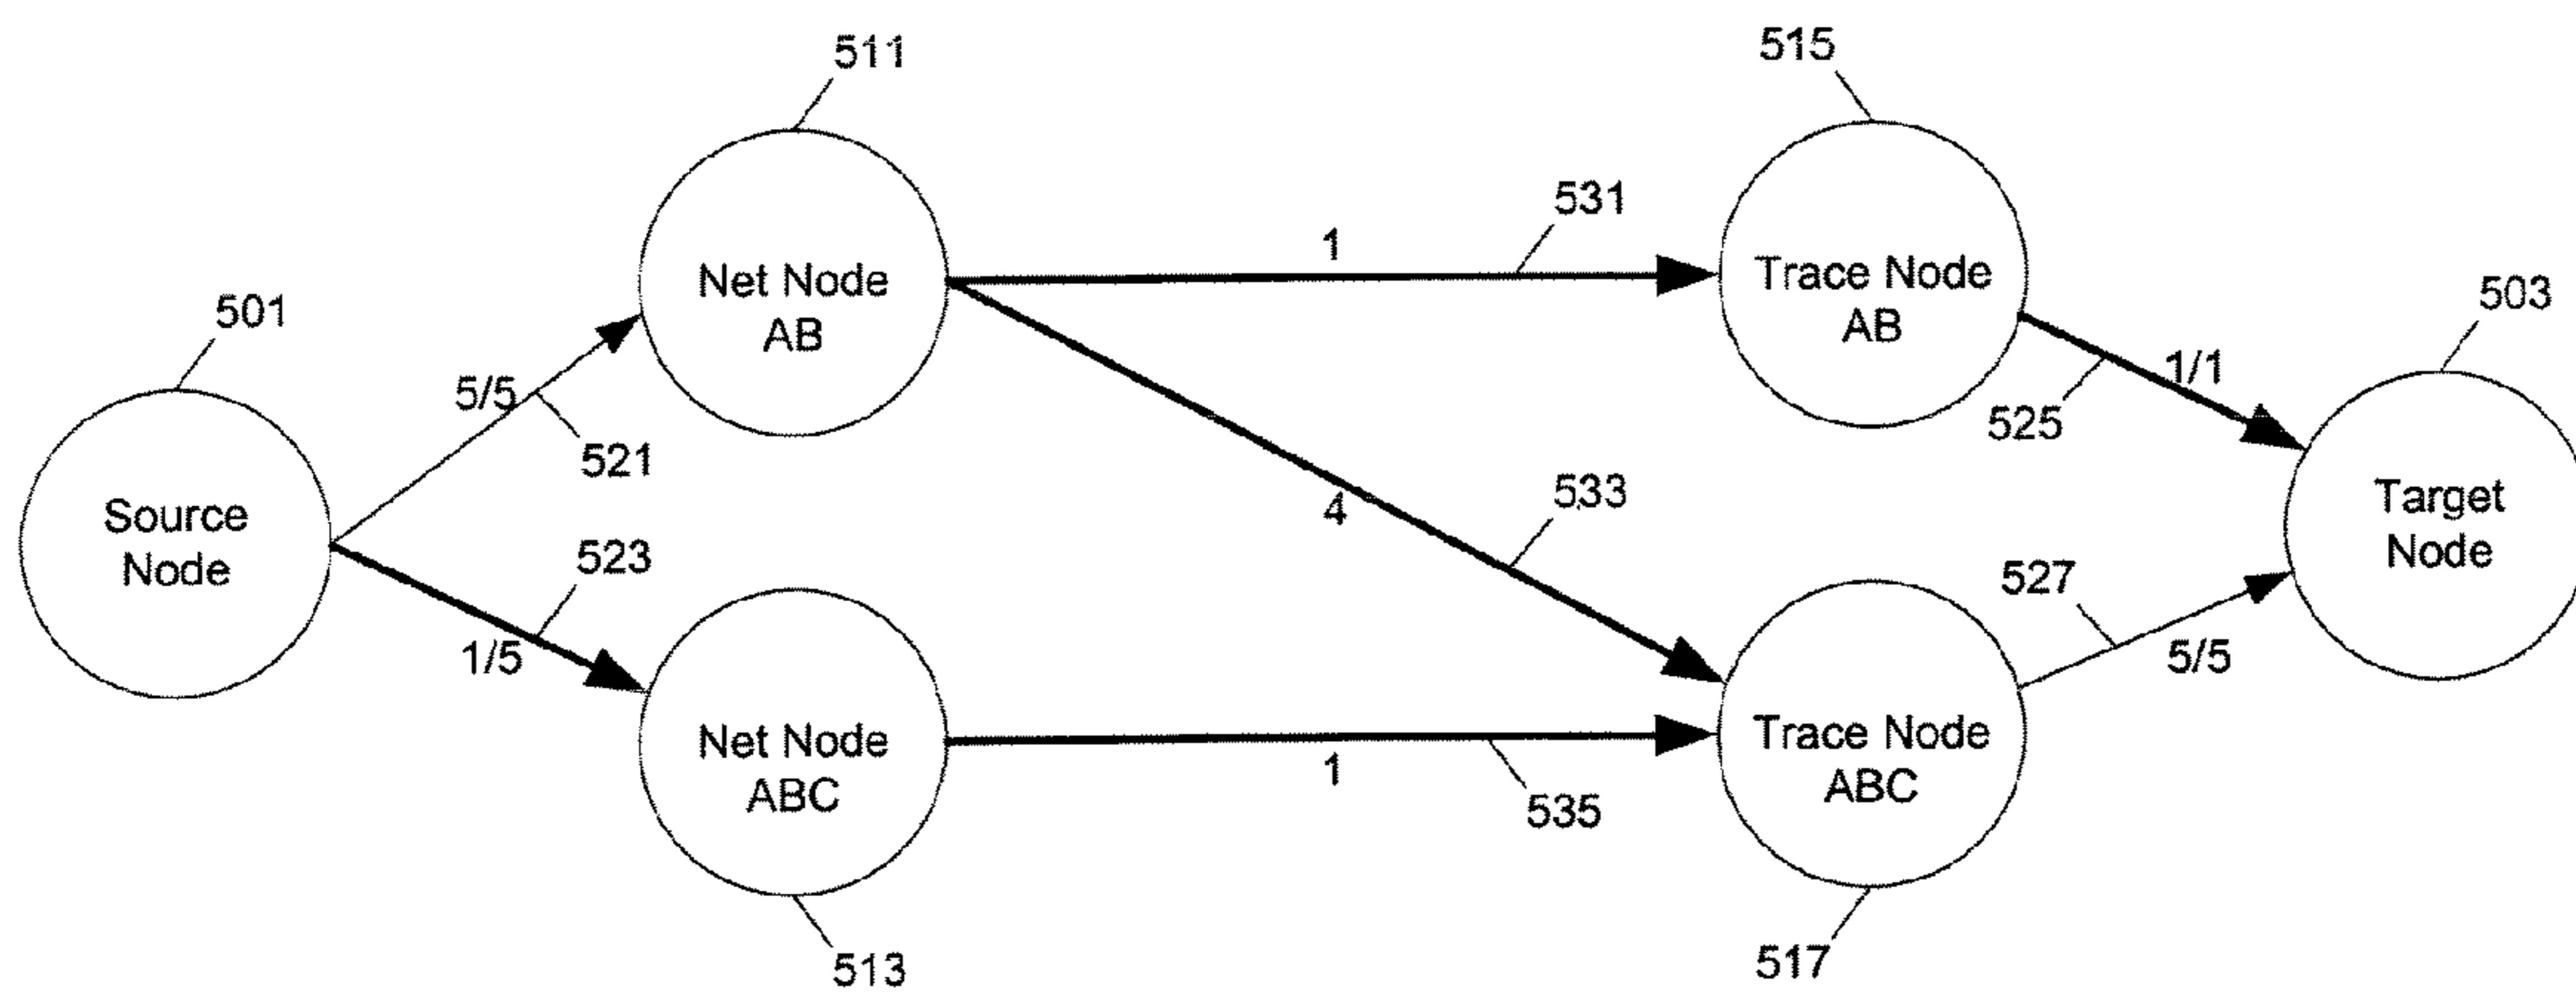 511
515
531
1
501
Net Node
AB
Trace Node
AB
503
5/5
521
1/1
525
Source
Node
523
533
4
Target
Node
527
1/5
5/5
Net Node
ABC
Trace Node
ABC
1
535
513
517